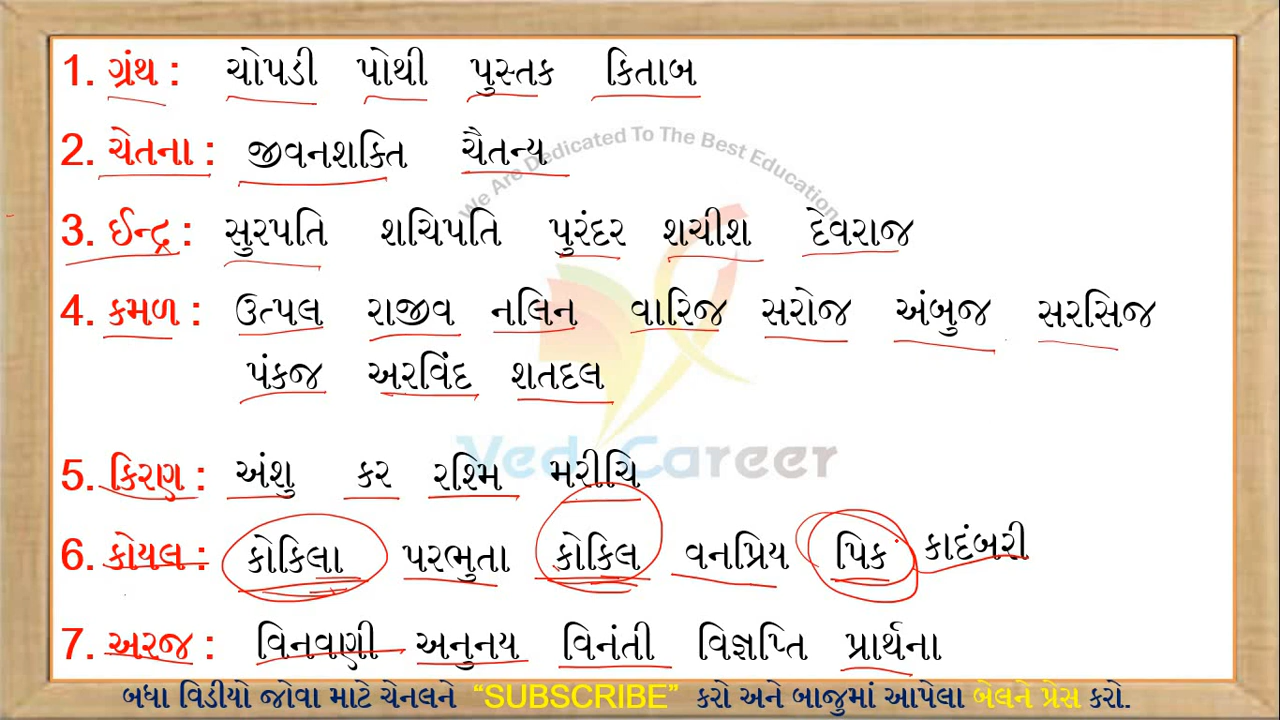 1. ગ્રંથ : ચોપડી પોથી પુસ્તક કિતાબ
2. ચેતના : જીવનશક્તિ ચૈતન્ય
We Are Dedicated To The Best Education
3. ઈન્દ્ર : સુરપતિ શચિપતિ પુરંદર શચીશ દેવરાજ
4. કમળ : ઉત્પલ રાજીવ નલિન વારિજ સરોજ અંબુજ સરસિજ
પંકજ અરવિંદ શતદલ
Ved Career
5. કિરણ : અંશુ કર રશ્મિ મરીચિ
6. કોયલ : કોકિલા પરભુતા કોકિલ વનપ્રિય પિક કાદંબરી
7. અરજ : વિનવણી અનુનય વિનંતી વિજ્ઞપ્તિ પ્રાર્થના
બધા વિડીયો જોવા માટે ચેનલને “SUBSCRIBE” કરો અને બાજુમાં આપેલા બેલને પ્રેસ કરો.